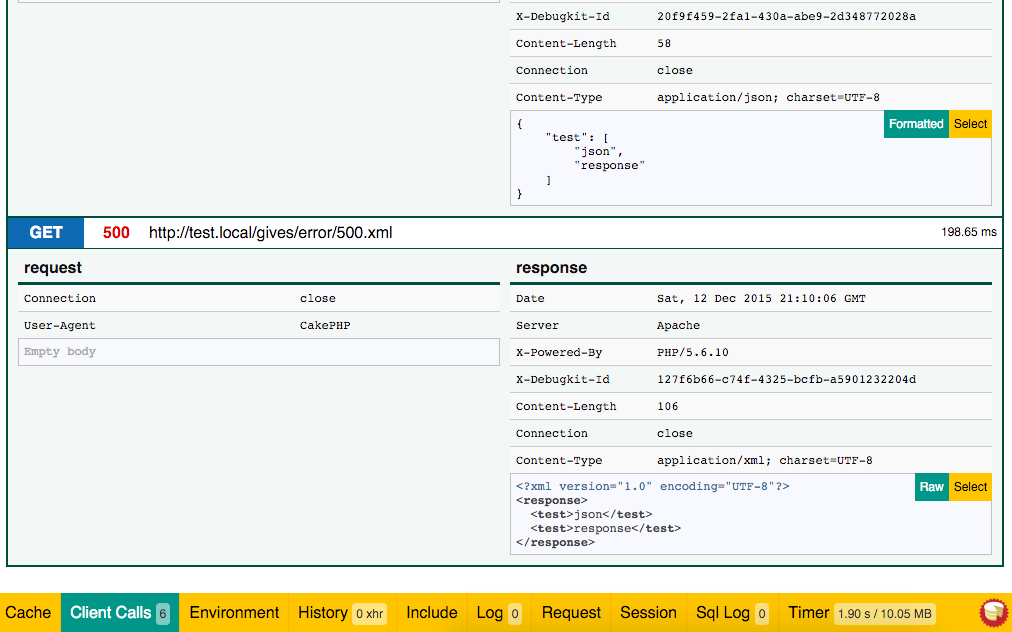 X-Debugkit-Id 20f9f459-2fa1-430a-abe9-2d348772028a
Content-Length 58
Connection close
Content-Type application/json; charset=UTF-8
Formatted Select
{
    "test": [
        "json",
        "response"
    ]
}
GET 500 http://test.local/gives/error/500.xml 198.65 ms
request
Connection close
User-Agent CakePHP
Empty body
response
Date Sat, 12 Dec 2015 21:10:06 GMT
Server Apache
X-Powered-By PHP/5.6.10
X-Debugkit-Id 127f6b66-c74f-4325-bcfb-a5901232204d
Content-Length 106
Connection close
Content-Type application/xml; charset=UTF-8
Raw Select
<?xml version="1.0" encoding="UTF-8"?>
<response>
  <test>json</test>
  <test>response</test>
</response>
Cache Client Calls 6 Environment History 0 xhr Include Log 0 Request Session Sql Log 0 Timer 1.90 s / 10.05 MB